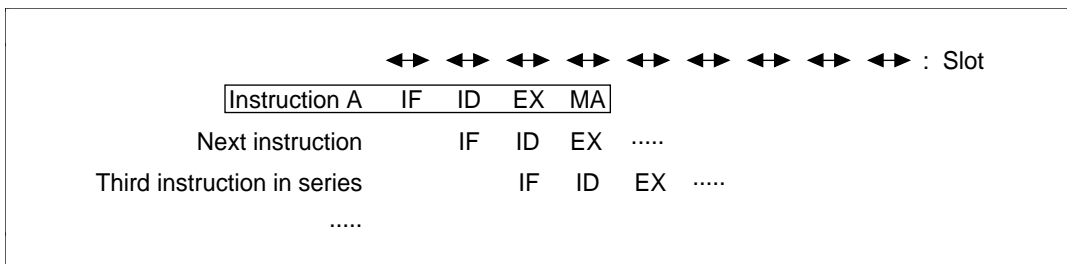 : Slot
Instruction A IF ID EX MA
Next instruction IF ID EX .....
Third instruction in series IF ID EX .....
.....